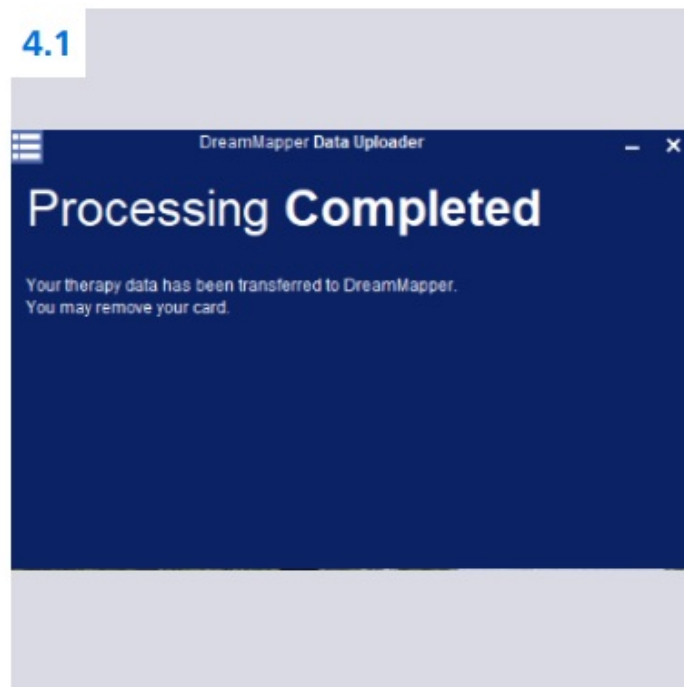 4.1
DreamMapper Data Uploader
Processing Completed
Your therapy data has been transferred to DreamMapper.
You may remove your card.